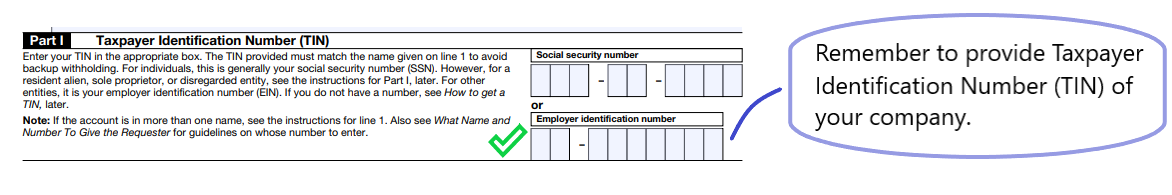 Part I Taxpayer Identification Number (TIN)
Enter your TIN in the appropriate box. The TIN provided must match the name given on line 1 to avoid
backup withholding. For individuals, this is generally your social security number (SSN). However, for a
resident alien, sole proprietor, or disregarded entity, see the instructions for Part I, later. For other
entities, it is your employer identification number (EIN). If you do not have a number, see How to get a
TIN, later.
Note: If the account is in more than one name, see the instructions for line 1. Also see What Name and
Number To Give the Requester for guidelines on whose number to enter.
Social security number
– –
or
Employer identification number
–
Remember to provide Taxpayer
Identification Number (TIN) of
your company.